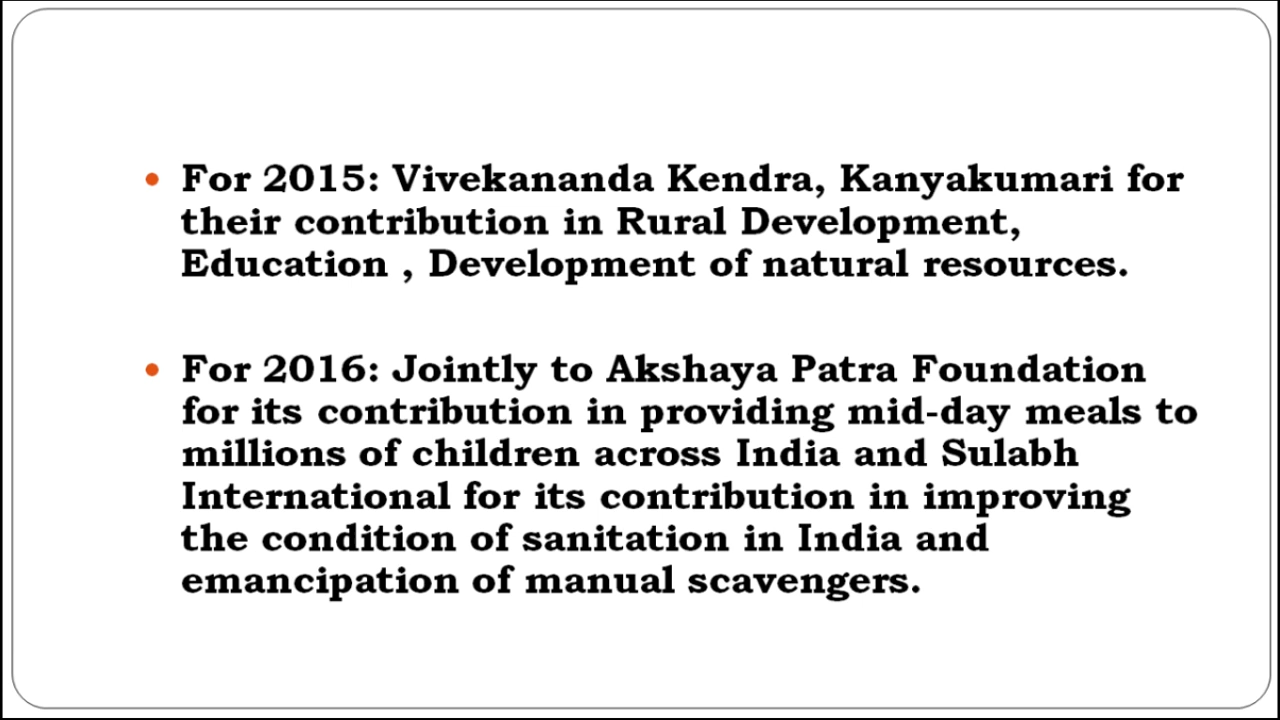 • For 2015: Vivekananda Kendra, Kanyakumari for
their contribution in Rural Development,
Education , Development of natural resources.
• For 2016: Jointly to Akshaya Patra Foundation
for its contribution in providing mid-day meals to
millions of children across India and Sulabh
International for its contribution in improving
the condition of sanitation in India and
emancipation of manual scavengers.